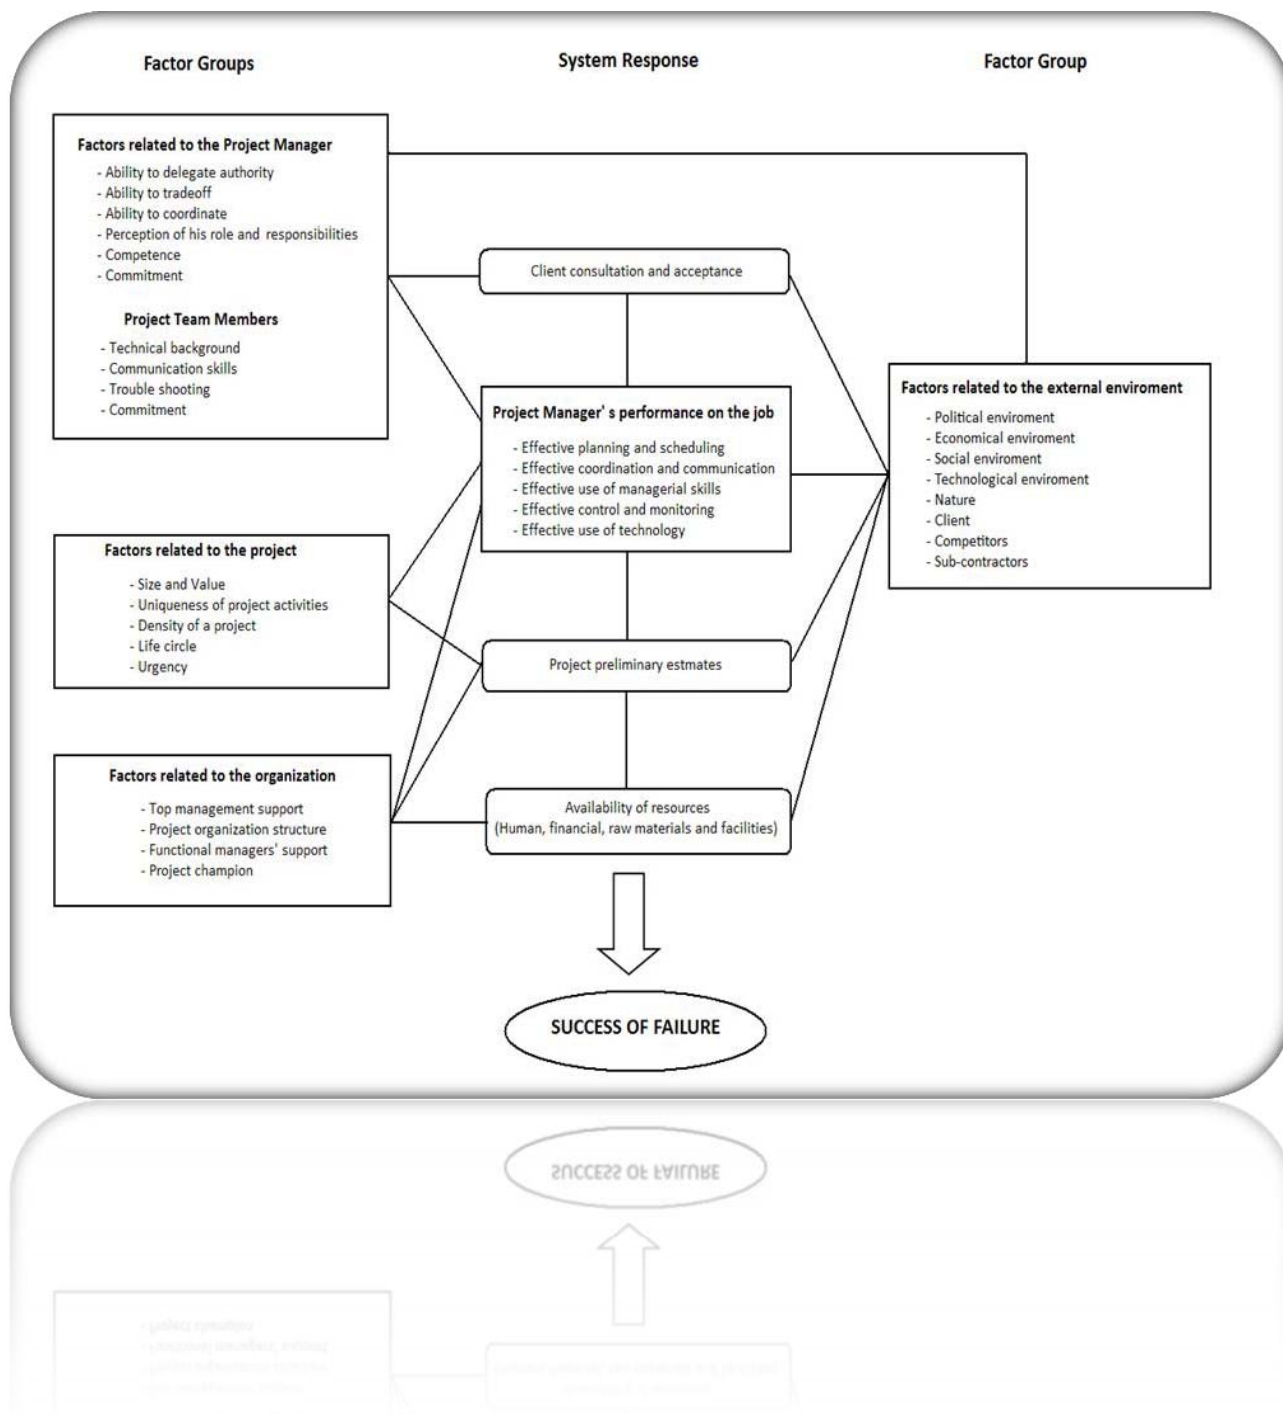 Factor Groups
System Response
Factor Group
Factors related to the Project Manager
- Ability to delegate authority
- Ability to tradeoff
- Ability to coordinate
- Perception of his role and responsibilities
- Competence
- Commitment
Project Team Members
- Technical background
- Communication skills
- Trouble shooting
- Commitment
Factors related to the project
- Size and Value
- Uniqueness of project activities
- Density of a project
- Life circle
- Urgency
Factors related to the organization
- Top management support
- Project organization structure
- Functional managers' support
- Project champion
Client consultation and acceptance
Project Manager' s performance on the job
- Effective planning and scheduling
- Effective coordination and communication
- Effective use of managerial skills
- Effective control and monitoring
- Effective use of technology
Project preliminary estmates
Availability of resources
(Human, financial, raw materials and facilities)
SUCCESS OF FAILURE
Factors related to the external enviroment
- Political enviroment
- Economical enviroment
- Social enviroment
- Technological enviroment
- Nature
- Client
- Competitors
- Sub-contractors